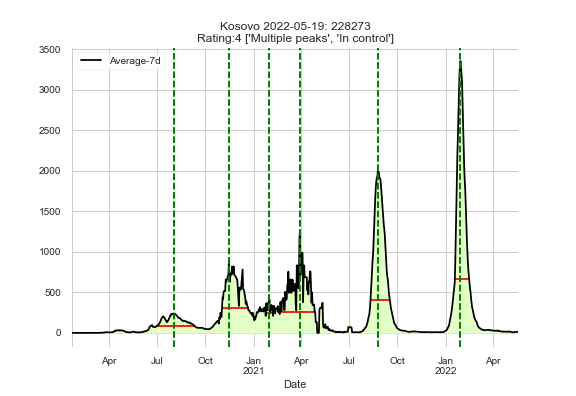 Kosovo 2022-05-19: 228273
Rating:4 ['Multiple peaks', 'In control']
Average-7d
3500
3000
2500
2000
1500
1000
500
0
Apr Jul Oct Jan Apr Jul Oct Jan Apr
2021 2022
Date